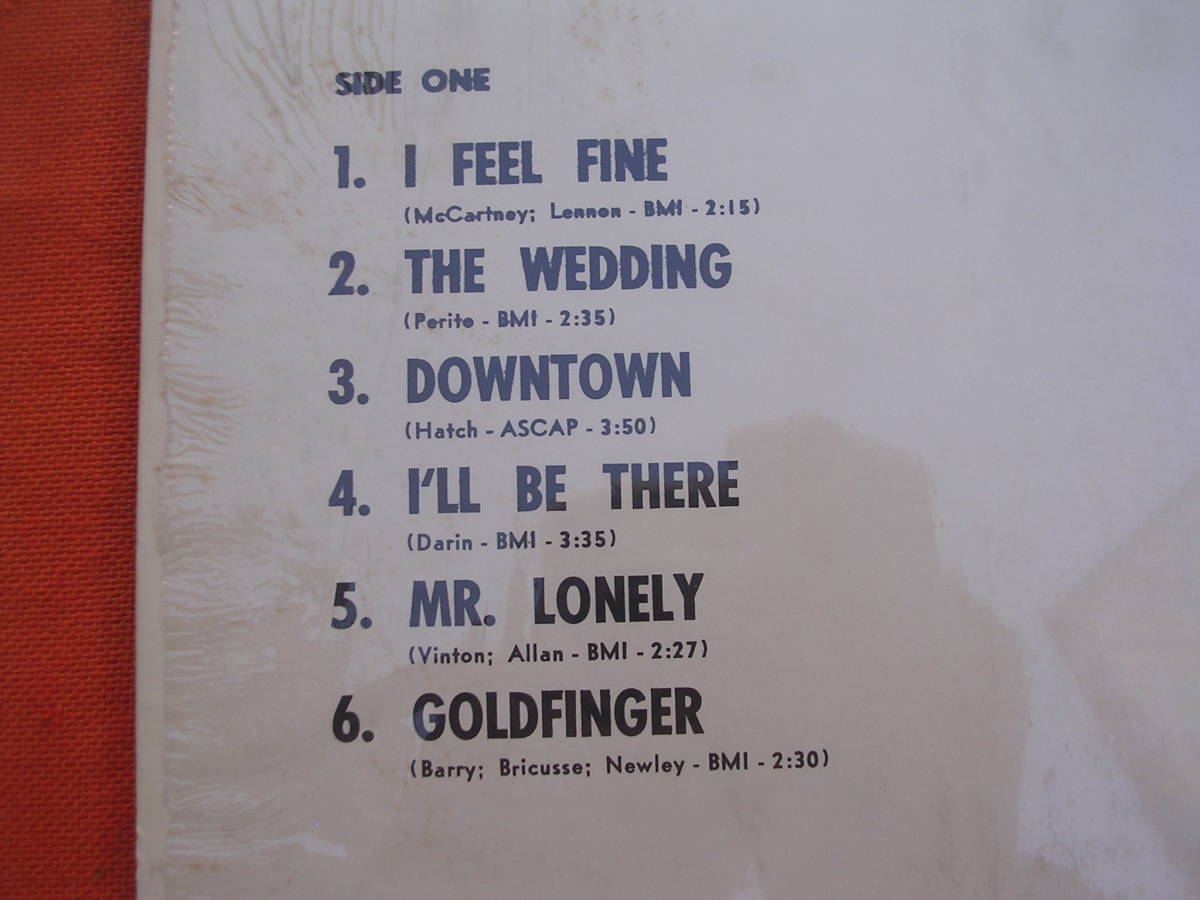 SIDE ONE
1. I FEEL FINE
(McCartney; Lennon - BMI - 2:15)
2. THE WEDDING
(Perito - BMI - 2:35)
3. DOWNTOWN
(Hatch - ASCAP - 3:50)
4. I'LL BE THERE
(Darin - BMI - 3:35)
5. MR. LONELY
(Vinton; Allan - BMI - 2:27)
6. GOLDFINGER
(Barry; Bricusse; Newley - BMI - 2:30)